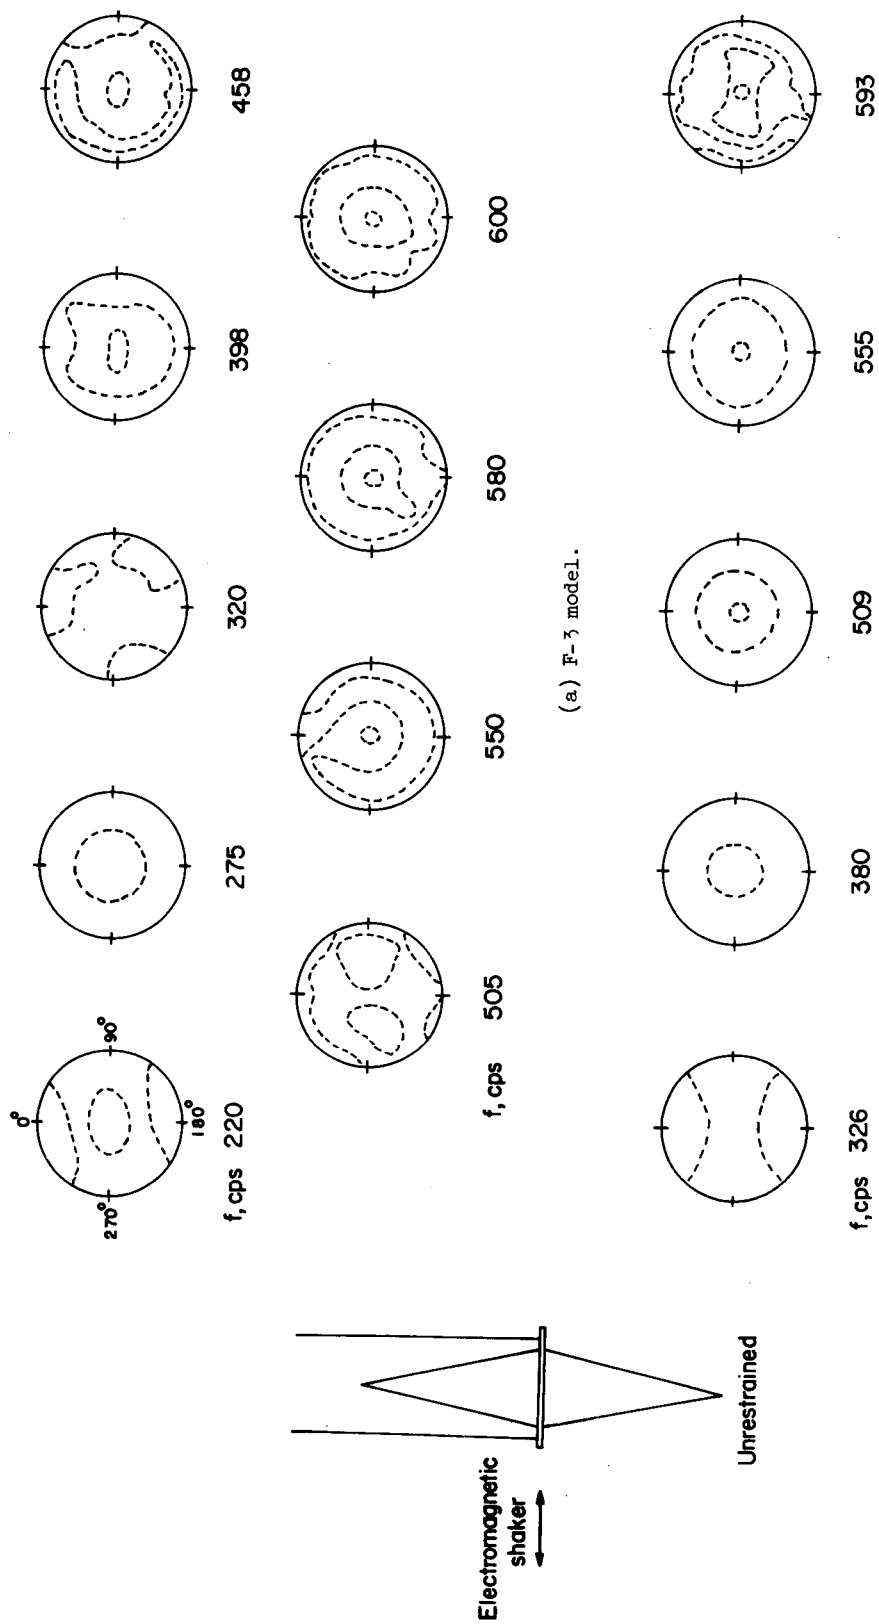 0°
90°
180°
270°
f, cps 220 275 320 398 458
f, cps 505 550 580 600
(a) F-3 model.
Electromagnetic
shaker
Unrestrained
f, cps 326 380 509 555 593